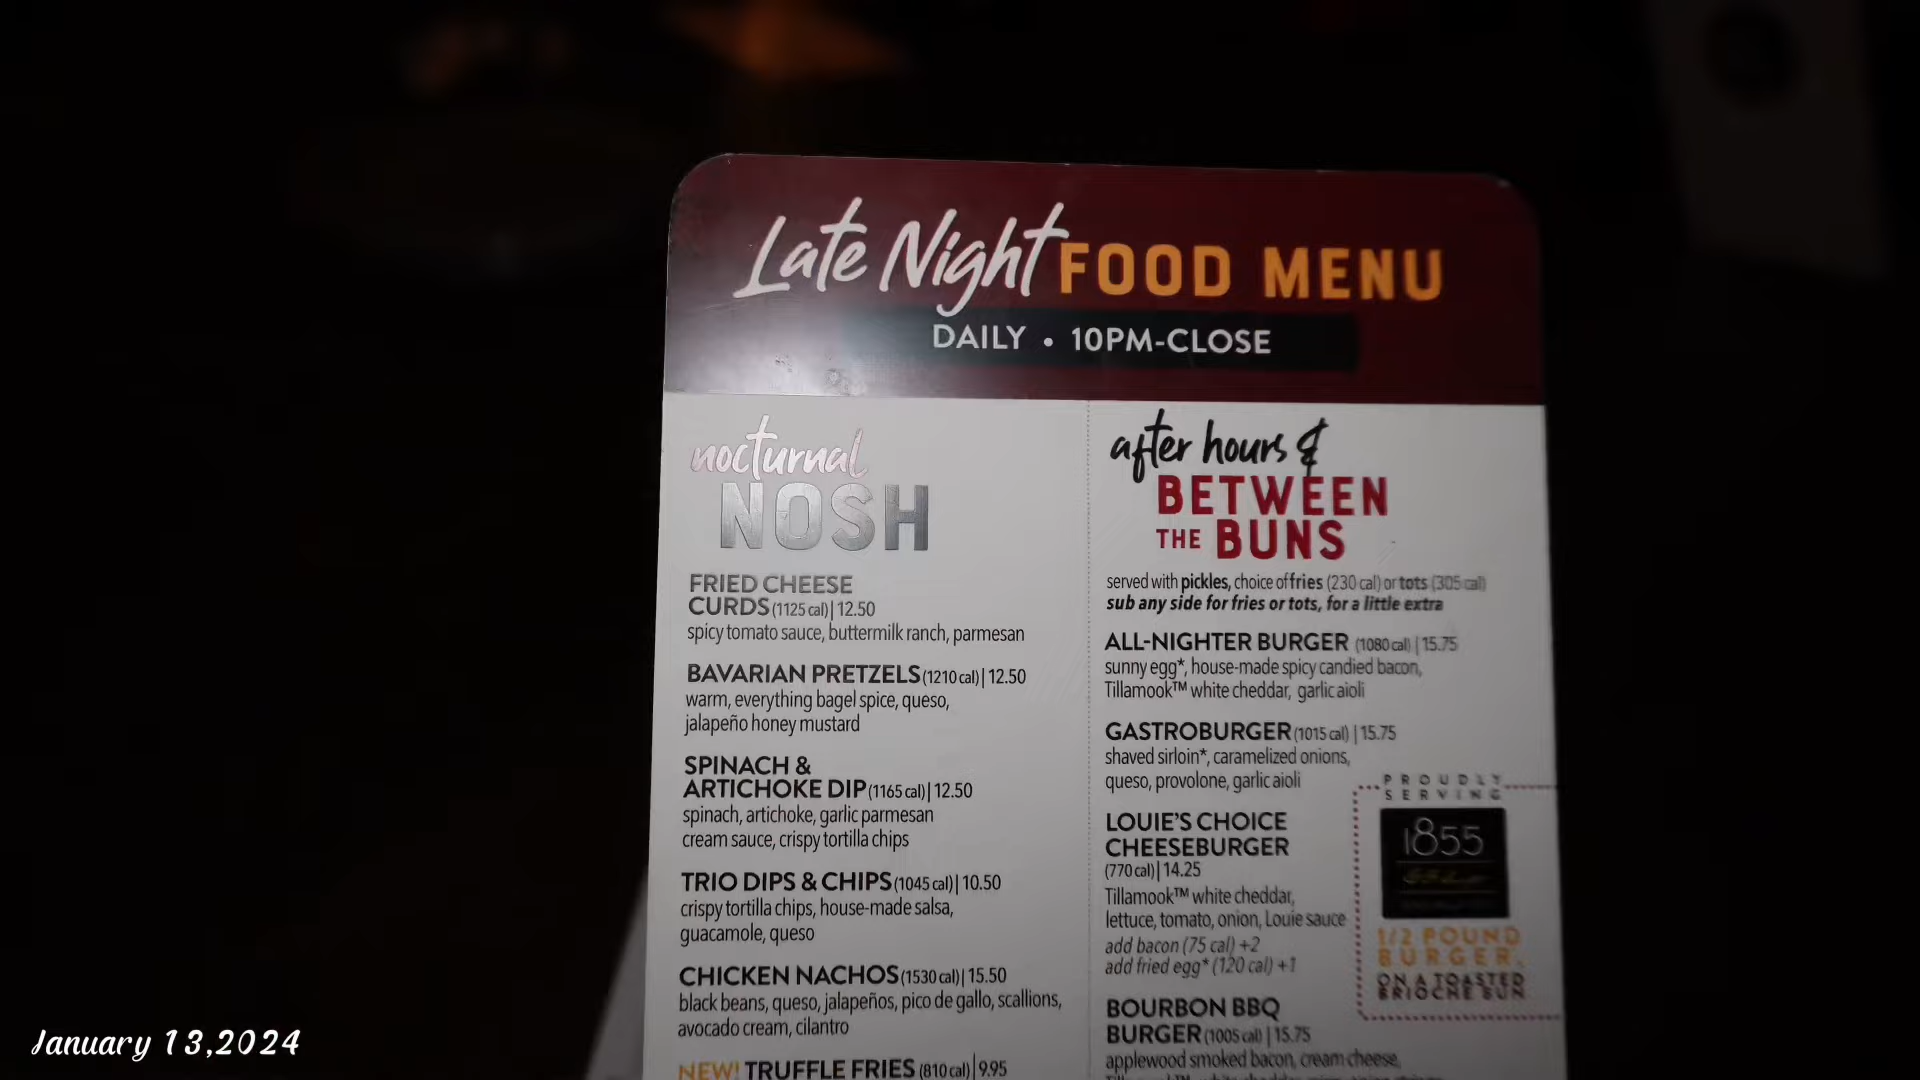 Late Night FOOD MENU
DAILY • 10PM-CLOSE
nocturnal
NOSH
FRIED CHEESE
CURDS (1125 cal) | 12.50
spicy tomato sauce, buttermilk ranch, parmesan
BAVARIAN PRETZELS (1210 cal) | 12.50
warm, everything bagel spice, queso,
jalapeño honey mustard
SPINACH &
ARTICHOKE DIP (1165 cal) | 12.50
spinach, artichoke, garlic parmesan
cream sauce, crispy tortilla chips
TRIO DIPS & CHIPS (1045 cal) | 10.50
crispy tortilla chips, house-made salsa,
guacamole, queso
CHICKEN NACHOS (1530 cal) | 15.50
black beans, queso, jalapeños, pico de gallo, scallions,
avocado cream, cilantro
NEW! TRUFFLE FRIES (810 cal) | 9.95
after hours &
BETWEEN
THE BUNS
served with pickles, choice of fries (230 cal) or tots (305 cal)
sub any side for fries or tots, for a little extra
ALL-NIGHTER BURGER (1080 cal) | 15.75
sunny egg*, house-made spicy candied bacon,
Tillamook™ white cheddar, garlic aioli
GASTROBURGER (1015 cal) | 15.75
shaved sirloin*, caramelized onions,
queso, provolone, garlic aioli
LOUIE'S CHOICE
CHEESEBURGER
(770 cal) | 14.25
Tillamook™ white cheddar,
lettuce, tomato, onion, Louie sauce
add bacon (75 cal) +2
add fried egg* (120 cal) +1
BOURBON BBQ
BURGER (1005 cal) | 15.75
applewood smoked bacon, cream cheese,
PROUDLY
SERVING
1855
1/2 POUND
BURGER,
ON A TOASTED
BRIOCHE BUN
January 13,2024